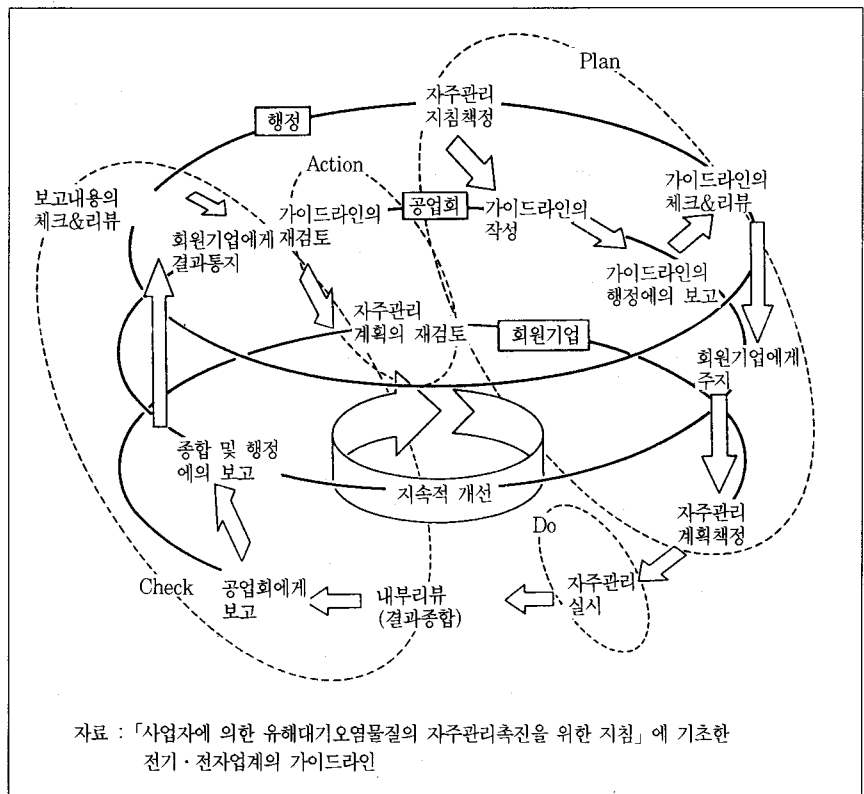 Plan
자주관리
지침책정
행정
Action
보고내용의
체크&리뷰
가이드라인의
재검토
공업회
가이드라인의
작성
가이드라인의
체크&리뷰
회원기업에게
결과통지
가이드라인의
행정에의 보고
자주관리
계획의 재검토
회원기업
회원기업에게
주지
종합 및 행정
에의 보고
지속적 개선
자주관리
계획책정
Do
자주관리
실시
Check
공업회에게
보고
내부리뷰
(결과종합)
자료 : 「사업자에 의한 유해대기오염물질의 자주관리촉진을 위한 지침」에 기초한
전기·전자업계의 가이드라인